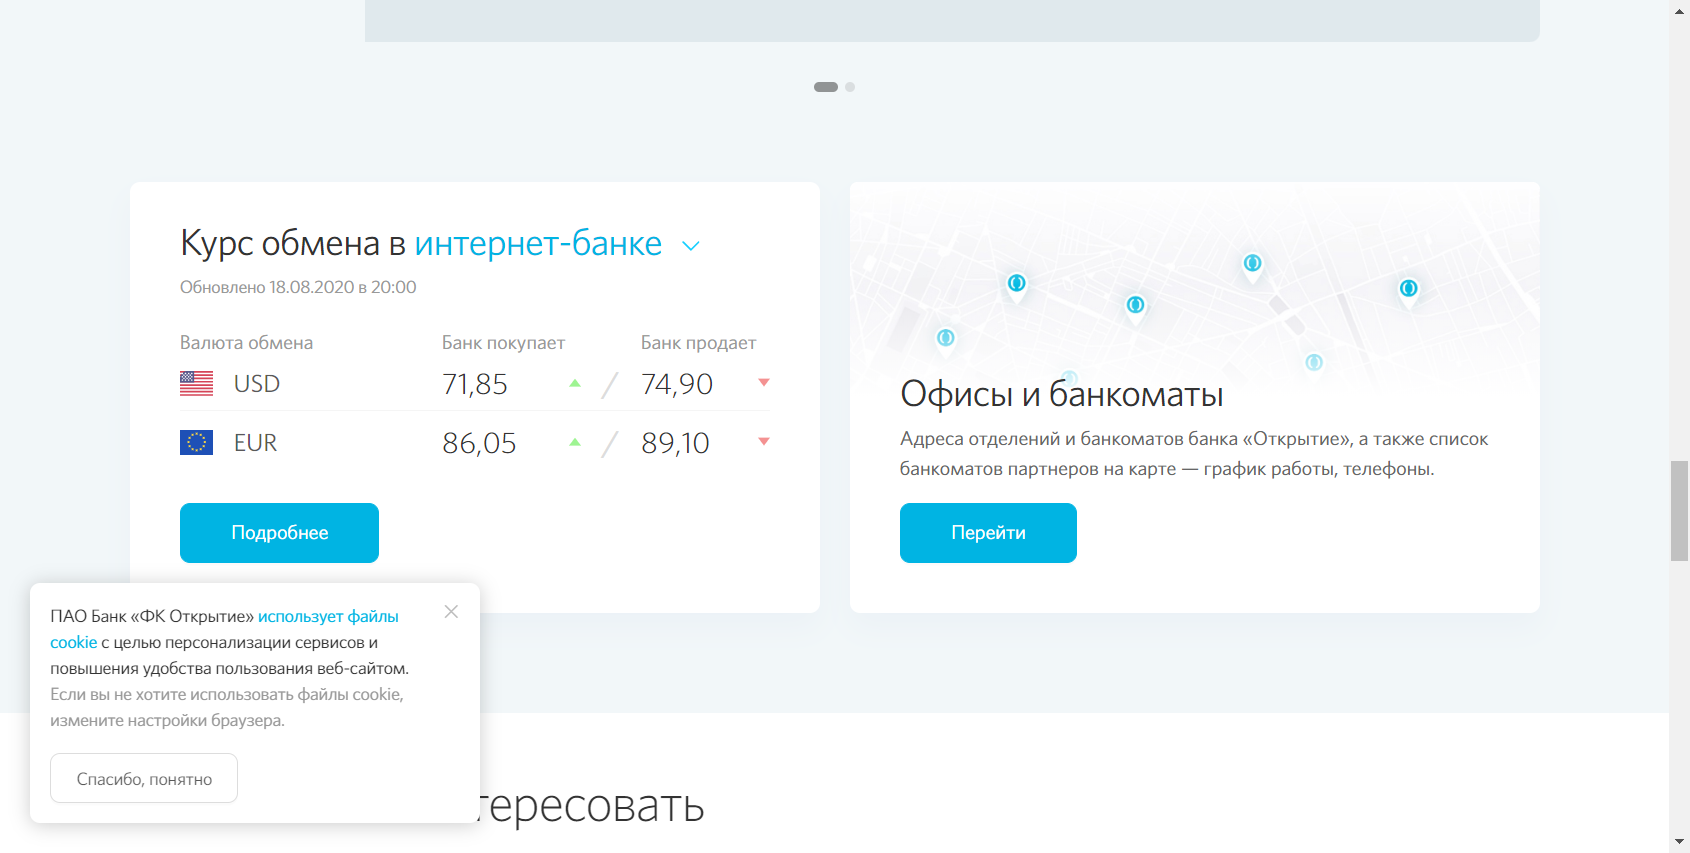 Курс обмена в интернет-банке
Обновлено 18.08.2020 в 20:00
Валюта обмена Банк покупает Банк продает
USD 71,85 / 74,90
EUR 86,05 / 89,10
Подробнее
Офисы и банкоматы
Адреса отделений и банкоматов банка «Открытие», а также список
банкоматов партнеров на карте — график работы, телефоны.
Перейти
ПАО Банк «ФК Открытие» использует файлы
cookie с целью персонализации сервисов и
повышения удобства пользования веб-сайтом.
Если вы не хотите использовать файлы cookie,
измените настройки браузера.
Спасибо, понятно
тересовать